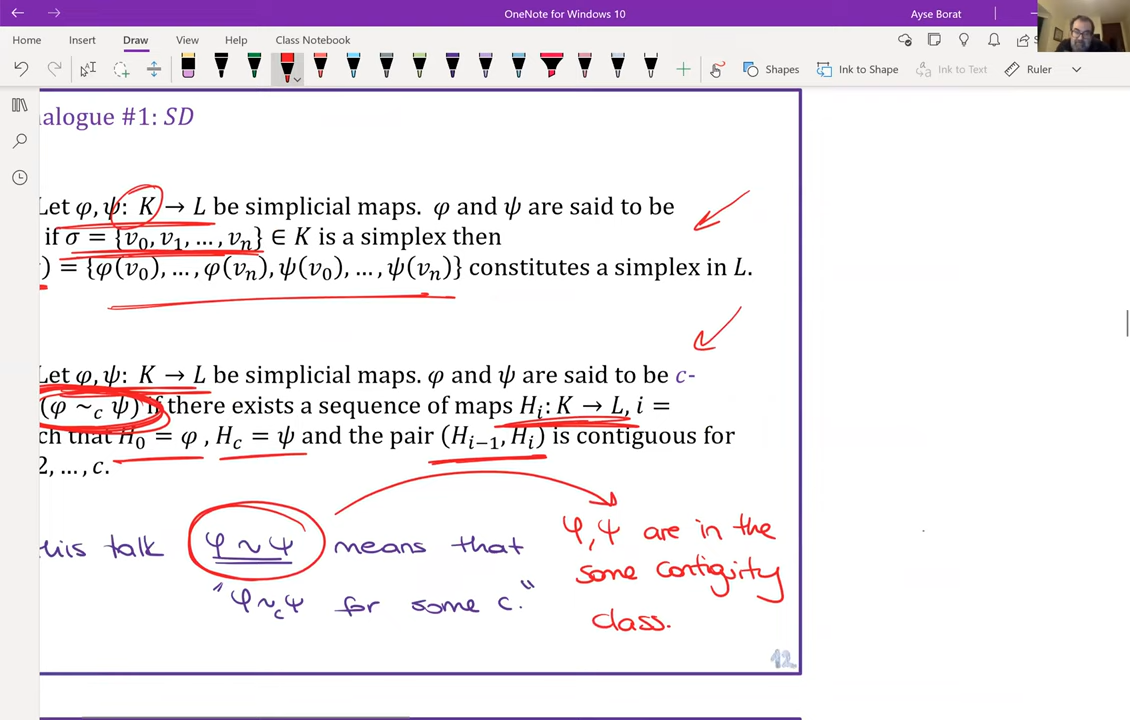 OneNote for Windows 10
Ayse Borat
Home Insert Draw View Help Class Notebook
Shapes Ink to Shape Ink to Text Ruler
alogue #1: SD
Let φ, ψ: K → L be simplicial maps. φ and ψ are said to be
if σ = {v₀, v₁, … , vₙ} ∈ K is a simplex then
) = {φ(v₀), … , φ(vₙ), ψ(v₀), … , ψ(vₙ)} constitutes a simplex in L.
Let φ, ψ: K → L be simplicial maps. φ and ψ are said to be c-
(φ ~c ψ) if there exists a sequence of maps Hᵢ: K → L, i =
ch that H₀ = φ , Hc = ψ and the pair (Hᵢ₋₁, Hᵢ) is contiguous for
2, … , c.
this talk φ ~ ψ means that
"φ ~c ψ for some c."
φ, ψ are in the
same contiguity
class.
12